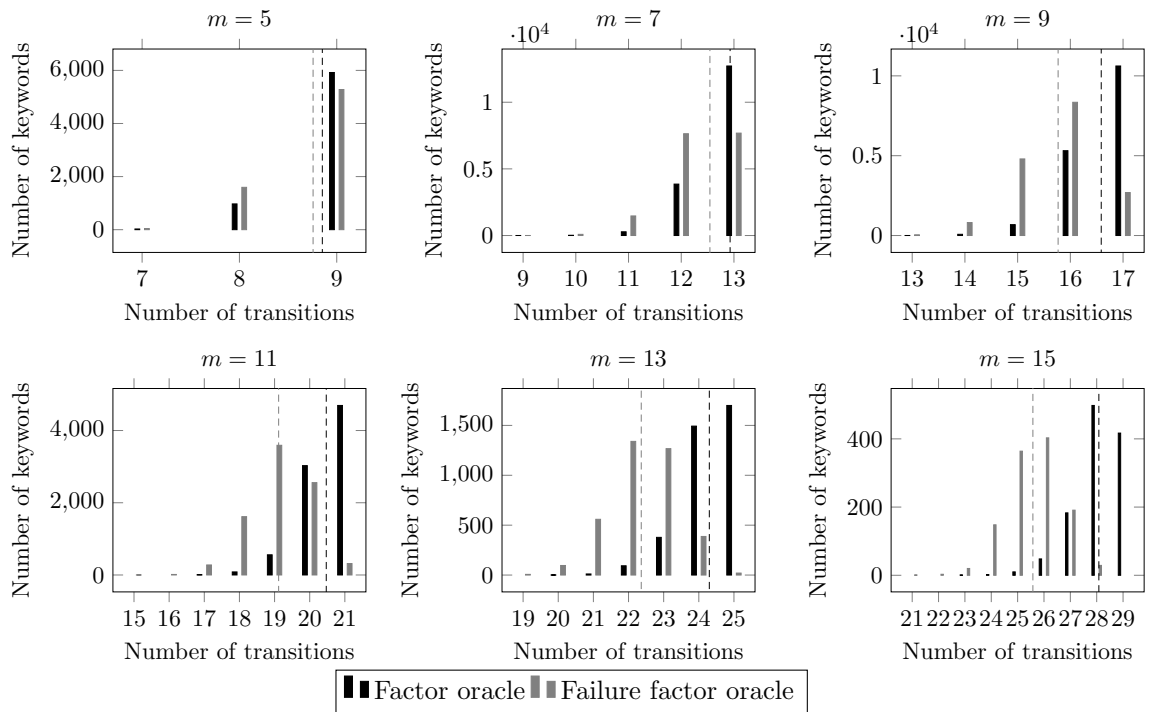 m = 5
Number of keywords
6,000
4,000
2,000
0
7 8 9
Number of transitions
m = 7
·10⁴
Number of keywords
1
0.5
0
9 10 11 12 13
Number of transitions
m = 9
·10⁴
Number of keywords
1
0.5
0
13 14 15 16 17
Number of transitions
m = 11
Number of keywords
4,000
2,000
0
15 16 17 18 19 20 21
Number of transitions
m = 13
Number of keywords
1,500
1,000
500
0
19 20 21 22 23 24 25
Number of transitions
m = 15
Number of keywords
400
200
0
21 22 23 24 25 26 27 28 29
Number of transitions
Factor oracle Failure factor oracle